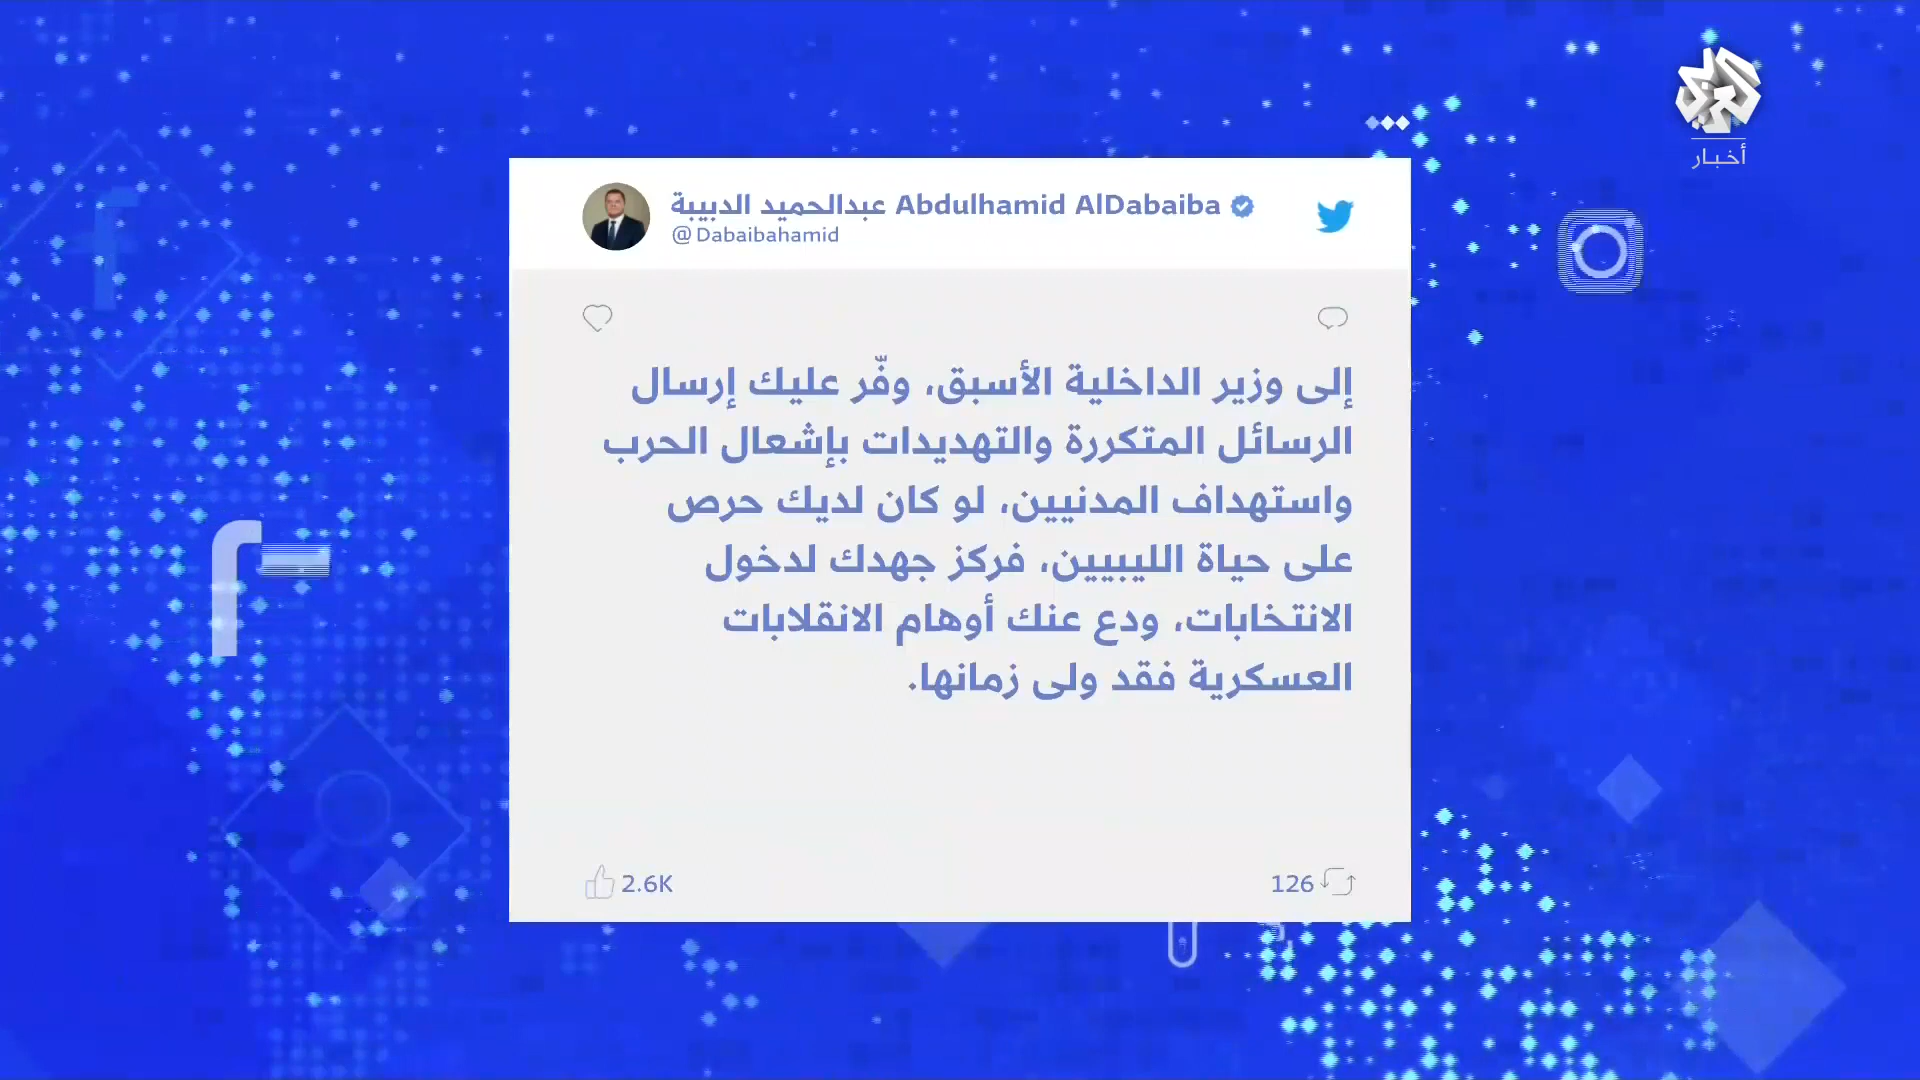 العربي
أخبار
عبدالحميد الدبيبة Abdulhamid AlDabaiba
@Dabaibahamid
إلى وزير الداخلية الأسبق، وفّر عليك إرسال
الرسائل المتكررة والتهديدات بإشعال الحرب
واستهداف المدنيين، لو كان لديك حرص
على حياة الليبيين، فركز جهدك لدخول
الانتخابات، ودع عنك أوهام الانقلابات
العسكرية فقد ولى زمانها.
2.6K
126